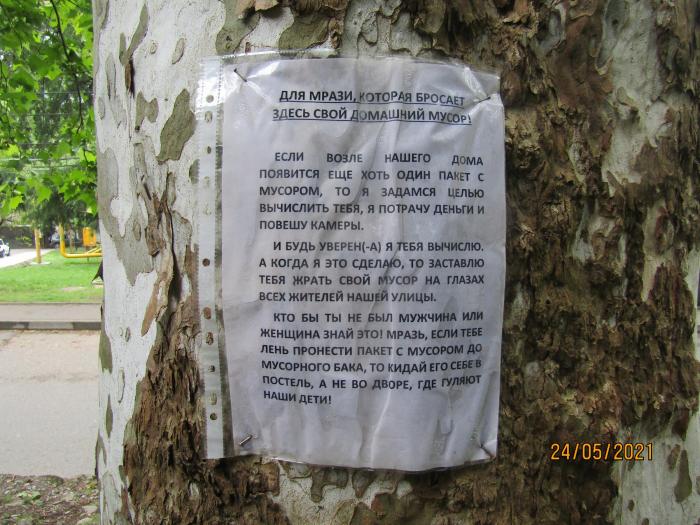 ДЛЯ МРАЗИ, КОТОРАЯ БРОСАЕТ
ЗДЕСЬ СВОЙ ДОМАШНИЙ МУСОР!
ЕСЛИ ВОЗЛЕ НАШЕГО ДОМА
ПОЯВИТСЯ ЕЩЕ ХОТЬ ОДИН ПАКЕТ С
МУСОРОМ, ТО Я ЗАДАМСЯ ЦЕЛЬЮ
ВЫЧИСЛИТЬ ТЕБЯ, Я ПОТРАЧУ ДЕНЬГИ И
ПОВЕШУ КАМЕРЫ.
И БУДЬ УВЕРЕН(-А) Я ТЕБЯ ВЫЧИСЛЮ.
А КОГДА Я ЭТО СДЕЛАЮ, ТО ЗАСТАВЛЮ
ТЕБЯ ЖРАТЬ СВОЙ МУСОР НА ГЛАЗАХ
ВСЕХ ЖИТЕЛЕЙ НАШЕЙ УЛИЦЫ.
КТО БЫ ТЫ НЕ БЫЛ МУЖЧИНА ИЛИ
ЖЕНЩИНА ЗНАЙ ЭТО! МРАЗЬ, ЕСЛИ ТЕБЕ
ЛЕНЬ ПРОНЕСТИ ПАКЕТ С МУСОРОМ ДО
МУСОРНОГО БАКА, ТО КИДАЙ ЕГО СЕБЕ В
ПОСТЕЛЬ, А НЕ ВО ДВОРЕ, ГДЕ ГУЛЯЮТ
НАШИ ДЕТИ!
24/05/2021